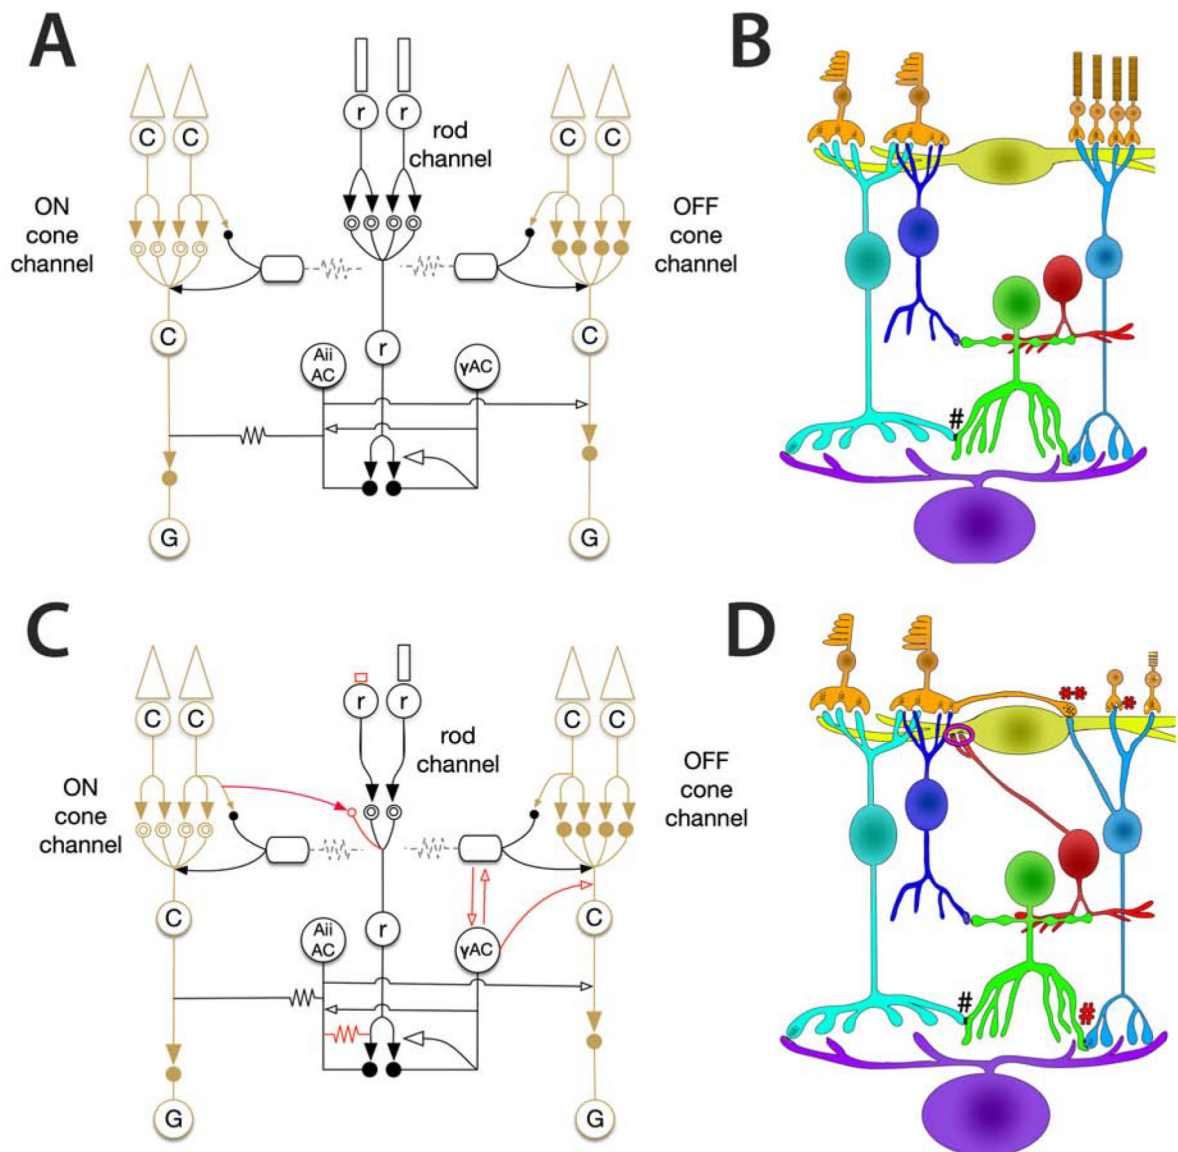 A
B
r r
C C
C C
rod
channel
ON
cone
channel
OFF
cone
channel
C
r
C
Aii
AC
γAC
#
G
G
C
D
r r
C C
C C
**
*
rod
channel
ON
cone
channel
OFF
cone
channel
C
r
C
Aii
AC
γAC
#
#
G
G